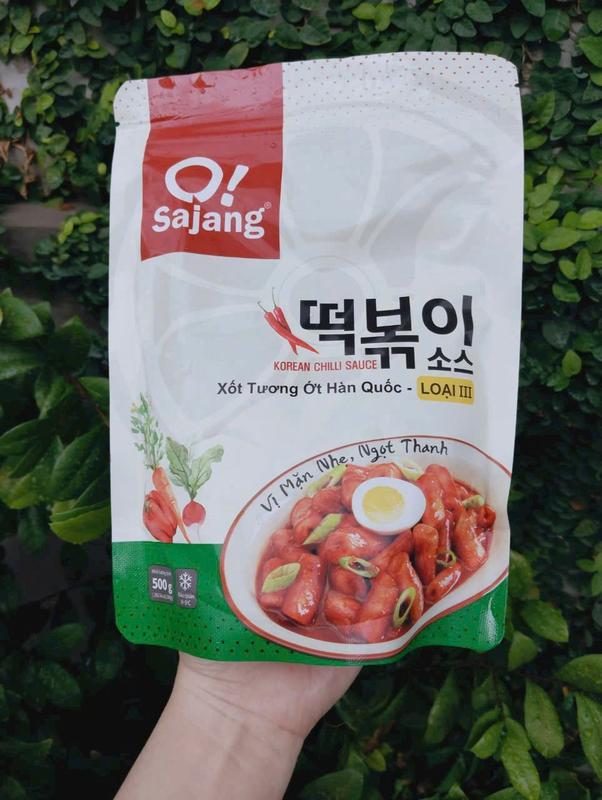 O!
sajang®
떡볶이
소스
KOREAN CHILLI SAUCE
Xốt Tương Ớt Hàn Quốc - LOẠI III
Vị Mặn Nhẹ, Ngọt Thanh
500 g